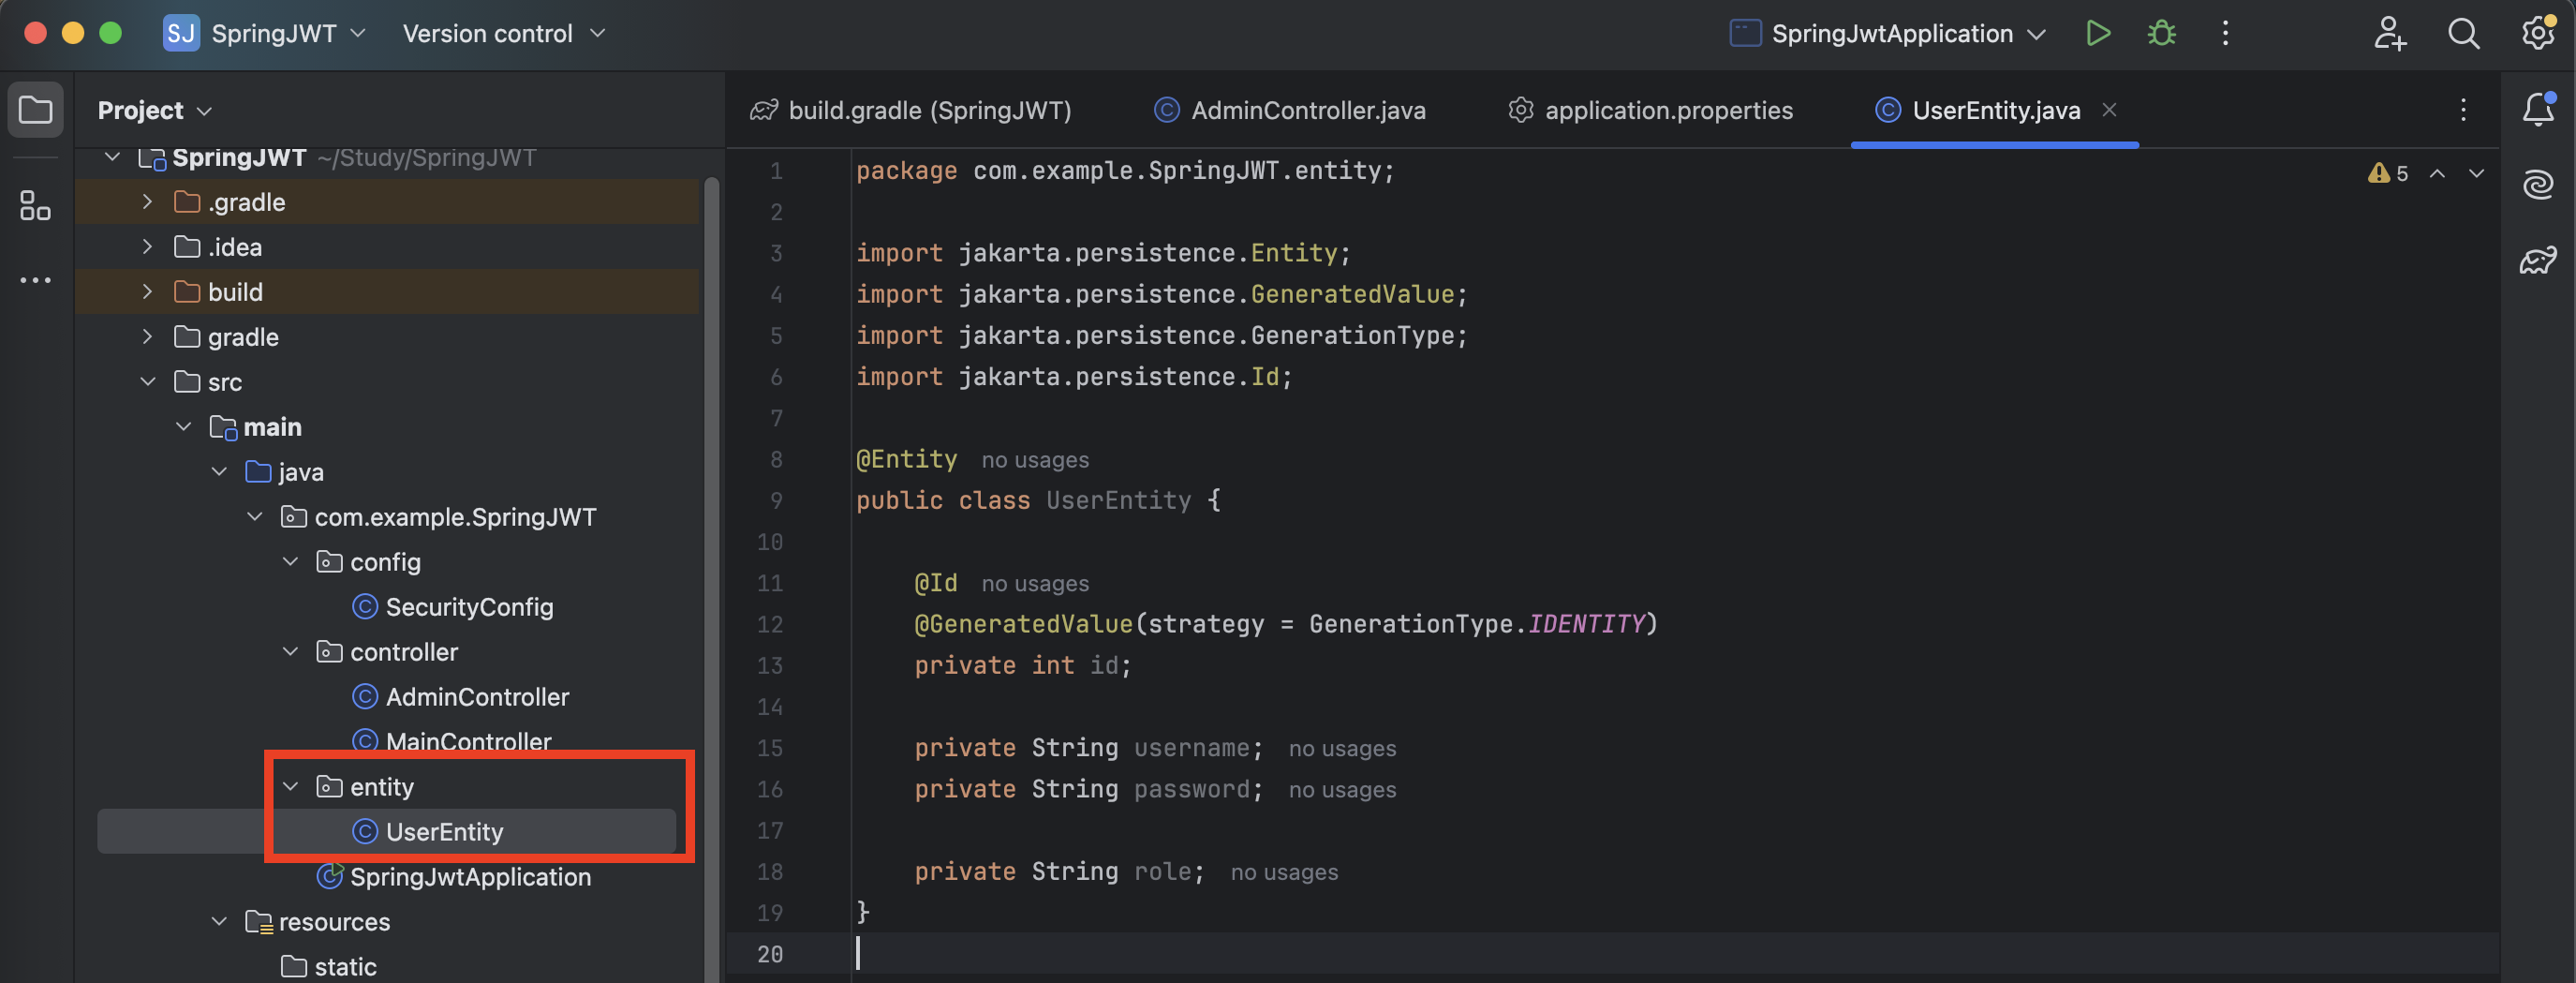 SJ SpringJWT Version control SpringJwtApplication
Project
SpringJWT ~/Study/SpringJWT
.gradle
.idea
build
gradle
src
main
java
com.example.SpringJWT
config
SecurityConfig
controller
AdminController
MainController
entity
UserEntity
SpringJwtApplication
resources
static
build.gradle (SpringJWT) AdminController.java application.properties UserEntity.java
5
1 package com.example.SpringJWT.entity;
2
3 import jakarta.persistence.Entity;
4 import jakarta.persistence.GeneratedValue;
5 import jakarta.persistence.GenerationType;
6 import jakarta.persistence.Id;
7
8 @Entity no usages
9 public class UserEntity {
10
11 @Id no usages
12 @GeneratedValue(strategy = GenerationType.IDENTITY)
13 private int id;
14
15 private String username; no usages
16 private String password; no usages
17
18 private String role; no usages
19 }
20